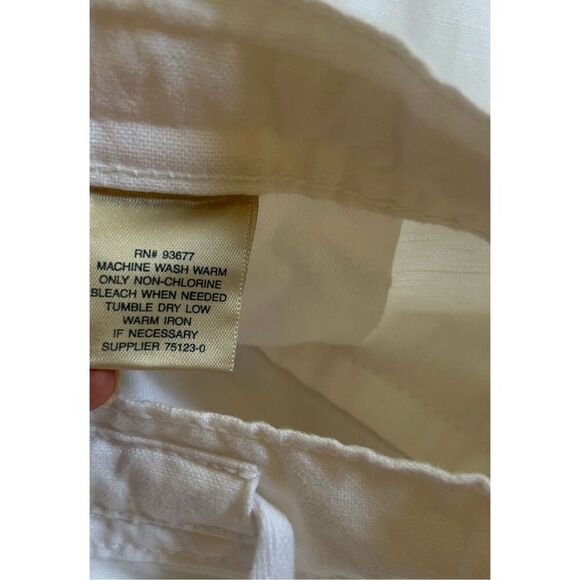 RN# 93677
MACHINE WASH WARM
ONLY NON-CHLORINE
BLEACH WHEN NEEDED
TUMBLE DRY LOW
WARM IRON
IF NECESSARY
SUPPLIER 75123-0